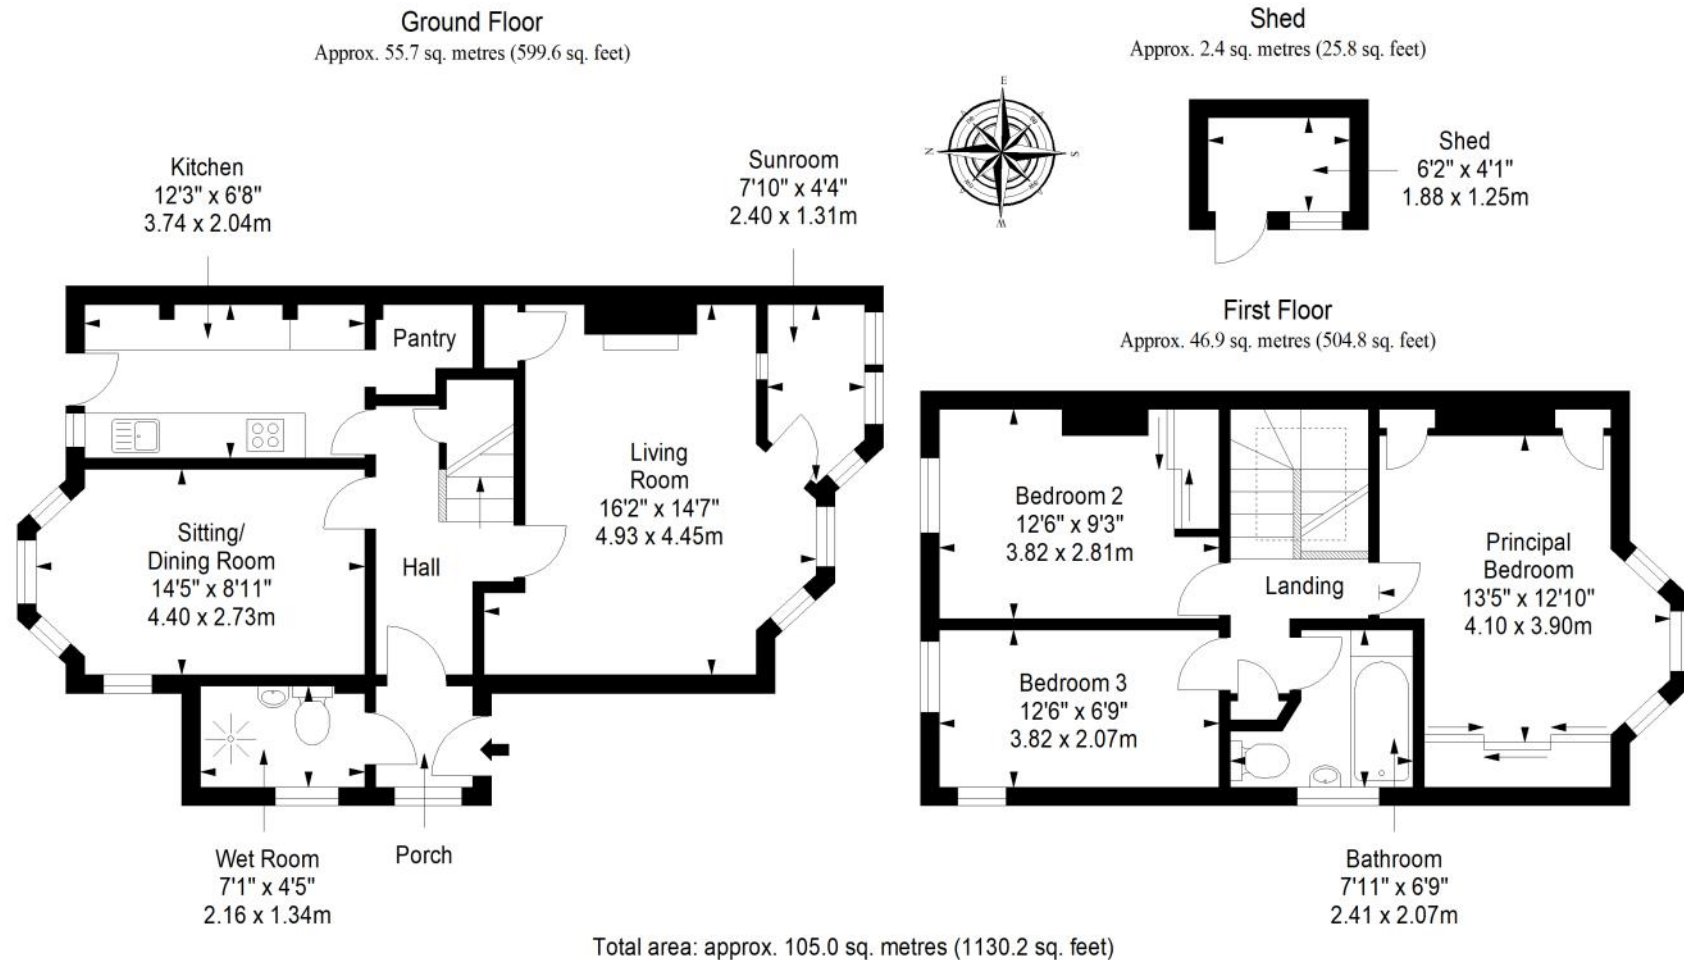 Ground Floor
Approx. 55.7 sq. metres (599.6 sq. feet)
Shed
Approx. 2.4 sq. metres (25.8 sq. feet)
E
N
S
W
Kitchen
12'3" x 6'8"
3.74 x 2.04m
Sunroom
7'10" x 4'4"
2.40 x 1.31m
Shed
6'2" x 4'1"
1.88 x 1.25m
Pantry
Living
Room
16'2" x 14'7"
4.93 x 4.45m
Sitting/
Dining Room
14'5" x 8'11"
4.40 x 2.73m
Hall
Wet Room
7'1" x 4'5"
2.16 x 1.34m
Porch
First Floor
Approx. 46.9 sq. metres (504.8 sq. feet)
Bedroom 2
12'6" x 9'3"
3.82 x 2.81m
Landing
Principal
Bedroom
13'5" x 12'10"
4.10 x 3.90m
Bedroom 3
12'6" x 6'9"
3.82 x 2.07m
Bathroom
7'11" x 6'9"
2.41 x 2.07m
Total area: approx. 105.0 sq. metres (1130.2 sq. feet)